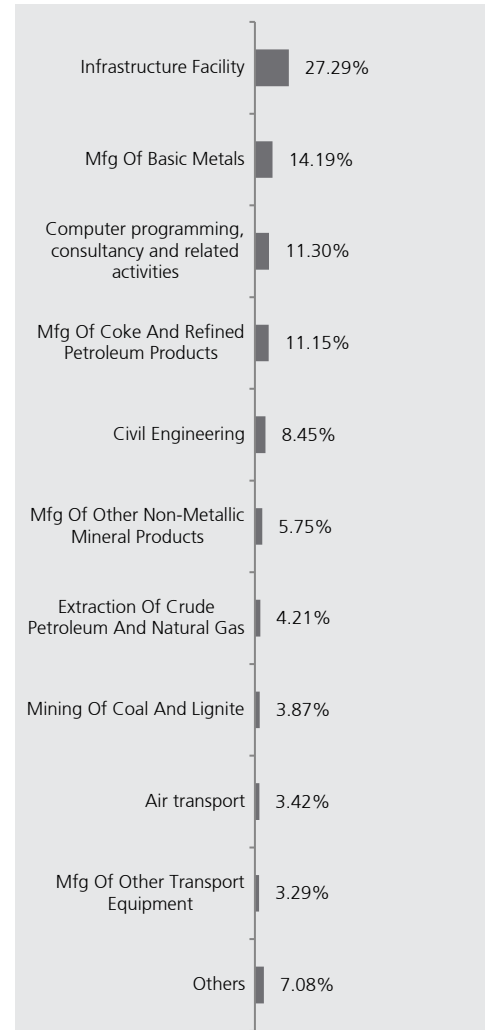 Infrastructure Facility 27.29%
Mfg Of Basic Metals 14.19%
Computer programming,
consultancy and related
activities
11.30%
Mfg Of Coke And Refined
Petroleum Products
11.15%
Civil Engineering 8.45%
Mfg Of Other Non-Metallic
Mineral Products
5.75%
Extraction Of Crude
Petroleum And Natural Gas
4.21%
Mining Of Coal And Lignite 3.87%
Air transport 3.42%
Mfg Of Other Transport
Equipment
3.29%
Others 7.08%